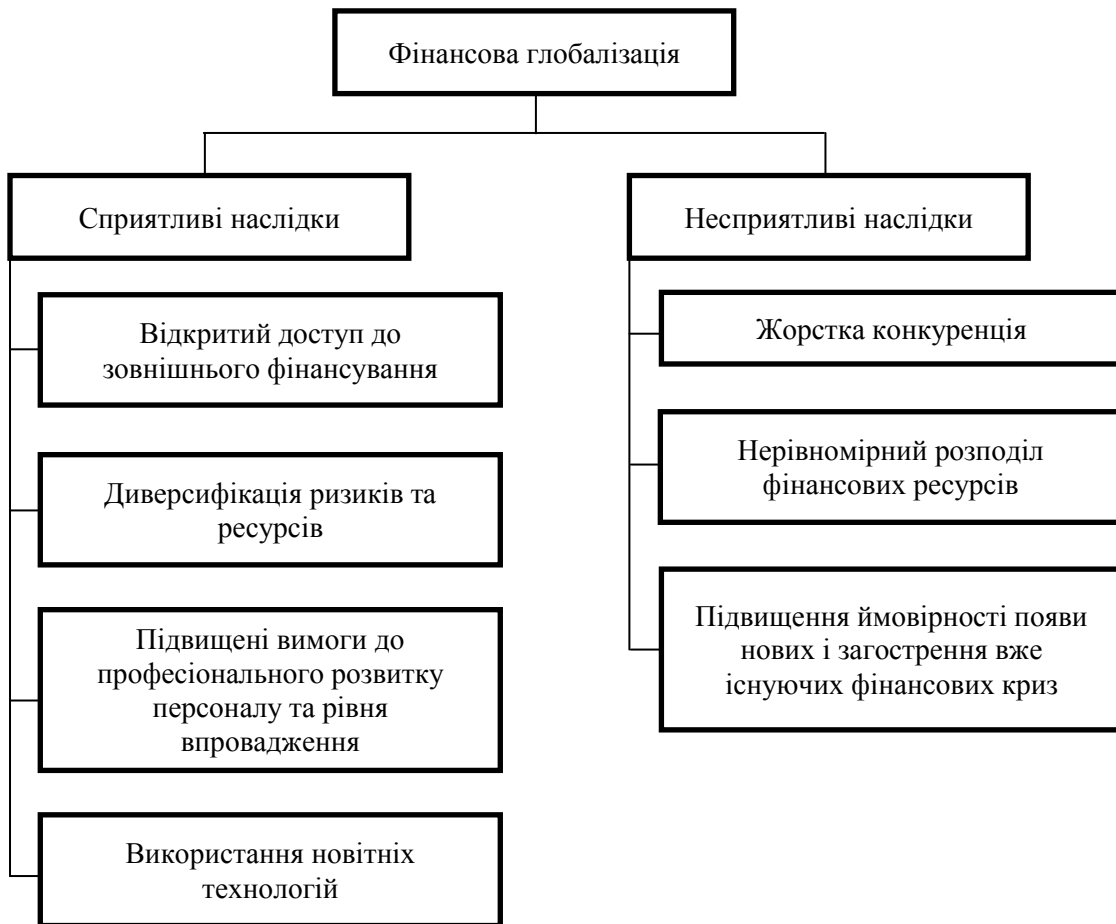 Фінансова глобалізація
Сприятливі наслідки
Відкритий доступ до
зовнішнього фінансування
Диверсифікація ризиків та
ресурсів
Підвищені вимоги до
професіонального розвитку
персоналу та рівня
впровадження
Використання новітніх
технологій
Несприятливі наслідки
Жорстка конкуренція
Нерівномірний розподіл
фінансових ресурсів
Підвищення ймовірності появи
нових і загострення вже
існуючих фінансових криз